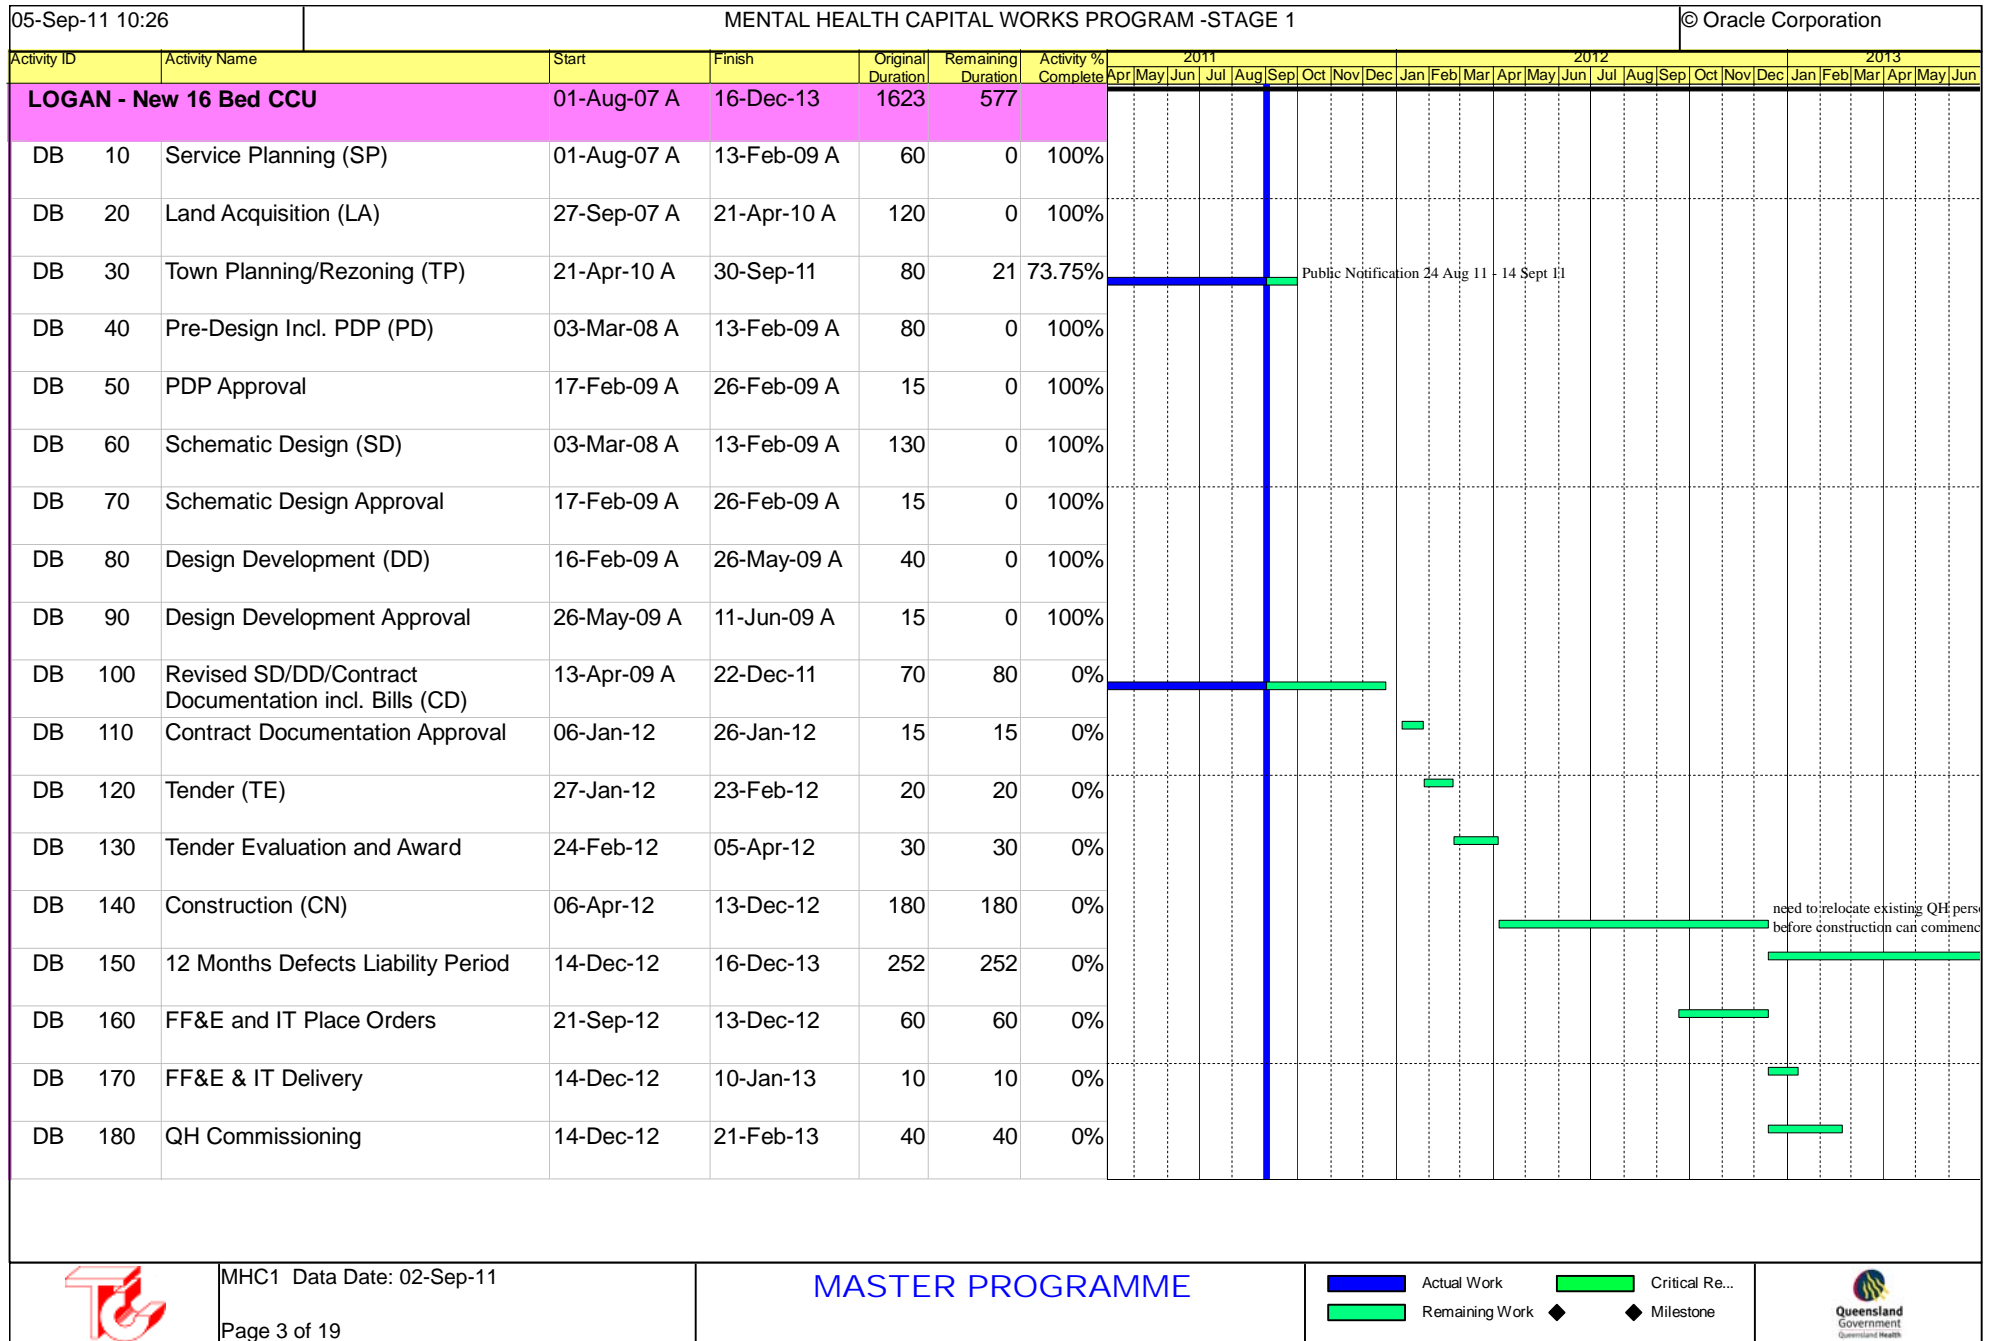 05-Sep-11 10:26 MENTAL HEALTH CAPITAL WORKS PROGRAM -STAGE 1 © Oracle Corporation
Activity ID Activity Name Start Finish Original Duration Remaining Duration Activity % Complete 2011 2012 2013
Apr May Jun Jul Aug Sep Oct Nov Dec Jan Feb Mar Apr May Jun Jul Aug Sep Oct Nov Dec Jan Feb Mar Apr May Jun
LOGAN - New 16 Bed CCU 01-Aug-07 A 16-Dec-13 1623 577
DB 10 Service Planning (SP) 01-Aug-07 A 13-Feb-09 A 60 0 100%
DB 20 Land Acquisition (LA) 27-Sep-07 A 21-Apr-10 A 120 0 100%
DB 30 Town Planning/Rezoning (TP) 21-Apr-10 A 30-Sep-11 80 21 73.75% Public Notification 24 Aug 11 - 14 Sept 11
DB 40 Pre-Design Incl. PDP (PD) 03-Mar-08 A 13-Feb-09 A 80 0 100%
DB 50 PDP Approval 17-Feb-09 A 26-Feb-09 A 15 0 100%
DB 60 Schematic Design (SD) 03-Mar-08 A 13-Feb-09 A 130 0 100%
DB 70 Schematic Design Approval 17-Feb-09 A 26-Feb-09 A 15 0 100%
DB 80 Design Development (DD) 16-Feb-09 A 26-May-09 A 40 0 100%
DB 90 Design Development Approval 26-May-09 A 11-Jun-09 A 15 0 100%
DB 100 Revised SD/DD/Contract 13-Apr-09 A 22-Dec-11 70 80 0%
Documentation incl. Bills (CD)
DB 110 Contract Documentation Approval 06-Jan-12 26-Jan-12 15 15 0%
DB 120 Tender (TE) 27-Jan-12 23-Feb-12 20 20 0%
DB 130 Tender Evaluation and Award 24-Feb-12 05-Apr-12 30 30 0%
DB 140 Construction (CN) 06-Apr-12 13-Dec-12 180 180 0% need to relocate existing QH pers
before construction can commenc
DB 150 12 Months Defects Liability Period 14-Dec-12 16-Dec-13 252 252 0%
DB 160 FF&E and IT Place Orders 21-Sep-12 13-Dec-12 60 60 0%
DB 170 FF&E & IT Delivery 14-Dec-12 10-Jan-13 10 10 0%
DB 180 QH Commissioning 14-Dec-12 21-Feb-13 40 40 0%
MHC1 Data Date: 02-Sep-11
Page 3 of 19
MASTER PROGRAMME
Actual Work Critical Re...
Remaining Work Milestone
Queensland
Government
Queensland Health